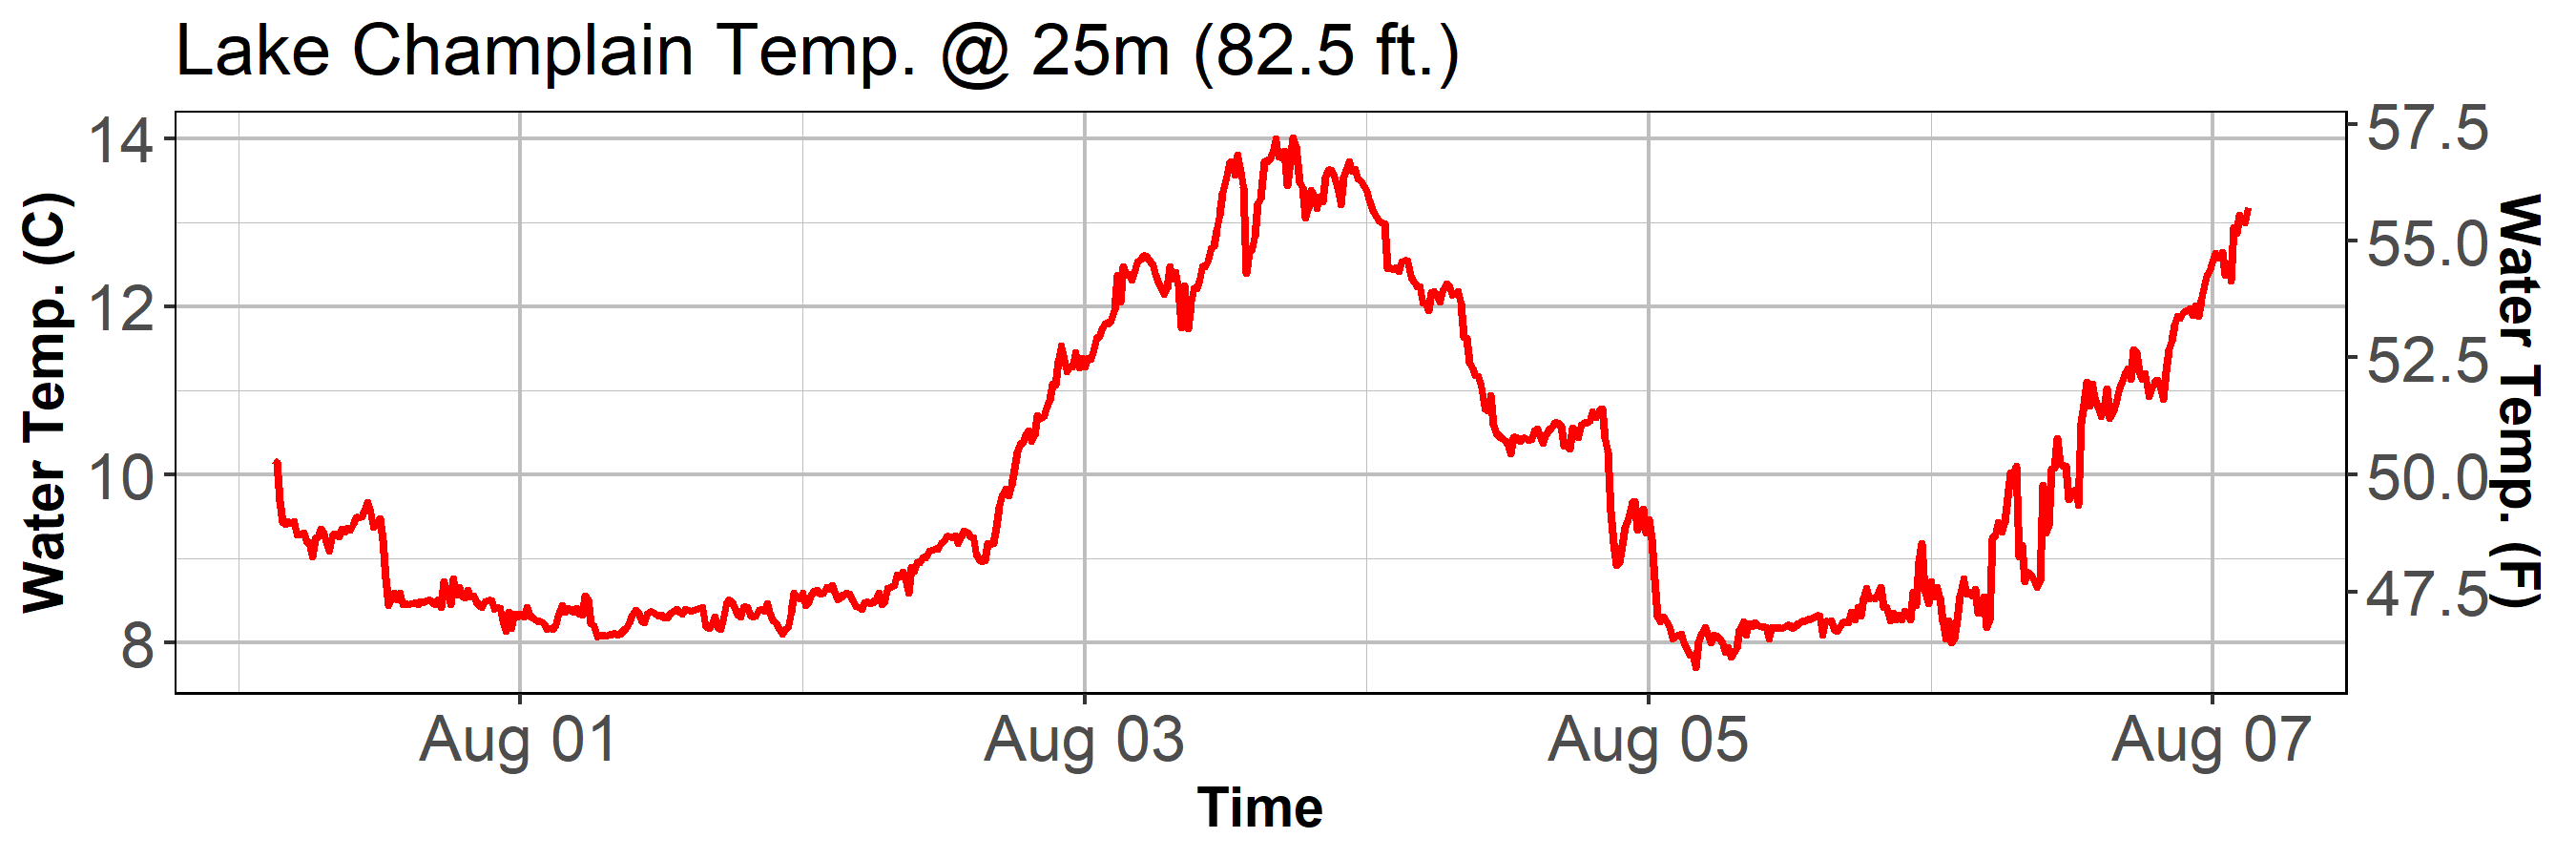 Lake Champlain Temp. @ 25m (82.5 ft.)
Water Temp. (C)
14
12
10
8
57.5
55.0
52.5
50.0
47.5
Water Temp. (F)
Aug 01 Aug 03 Aug 05 Aug 07
Time